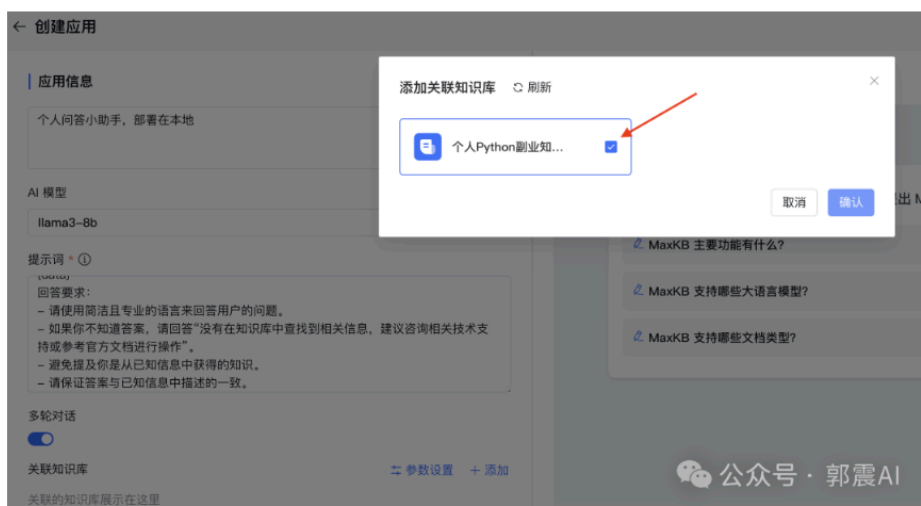 ← 创建应用
应用信息
个人问答小助手，部署在本地
AI 模型
llama3-8b
提示词 * ⓘ
{data}
回答要求：
- 请使用简洁且专业的语言来回答用户的问题。
- 如果你不知道答案，请回答“没有在知识库中查找到相关信息，建议咨询相关技术支
持或参考官方文档进行操作”。
- 避免提及你是从已知信息中获得的知识。
- 请保证答案与已知信息中描述的一致。
多轮对话
关联知识库
参数设置 + 添加
关联的知识库展示在这里
添加关联知识库 刷新
个人Python副业知...
取消 确认
出 M
MaxKB 主要功能有什么？
MaxKB 支持哪些大语言模型？
MaxKB 支持哪些文档类型？
公众号 · 郭震AI